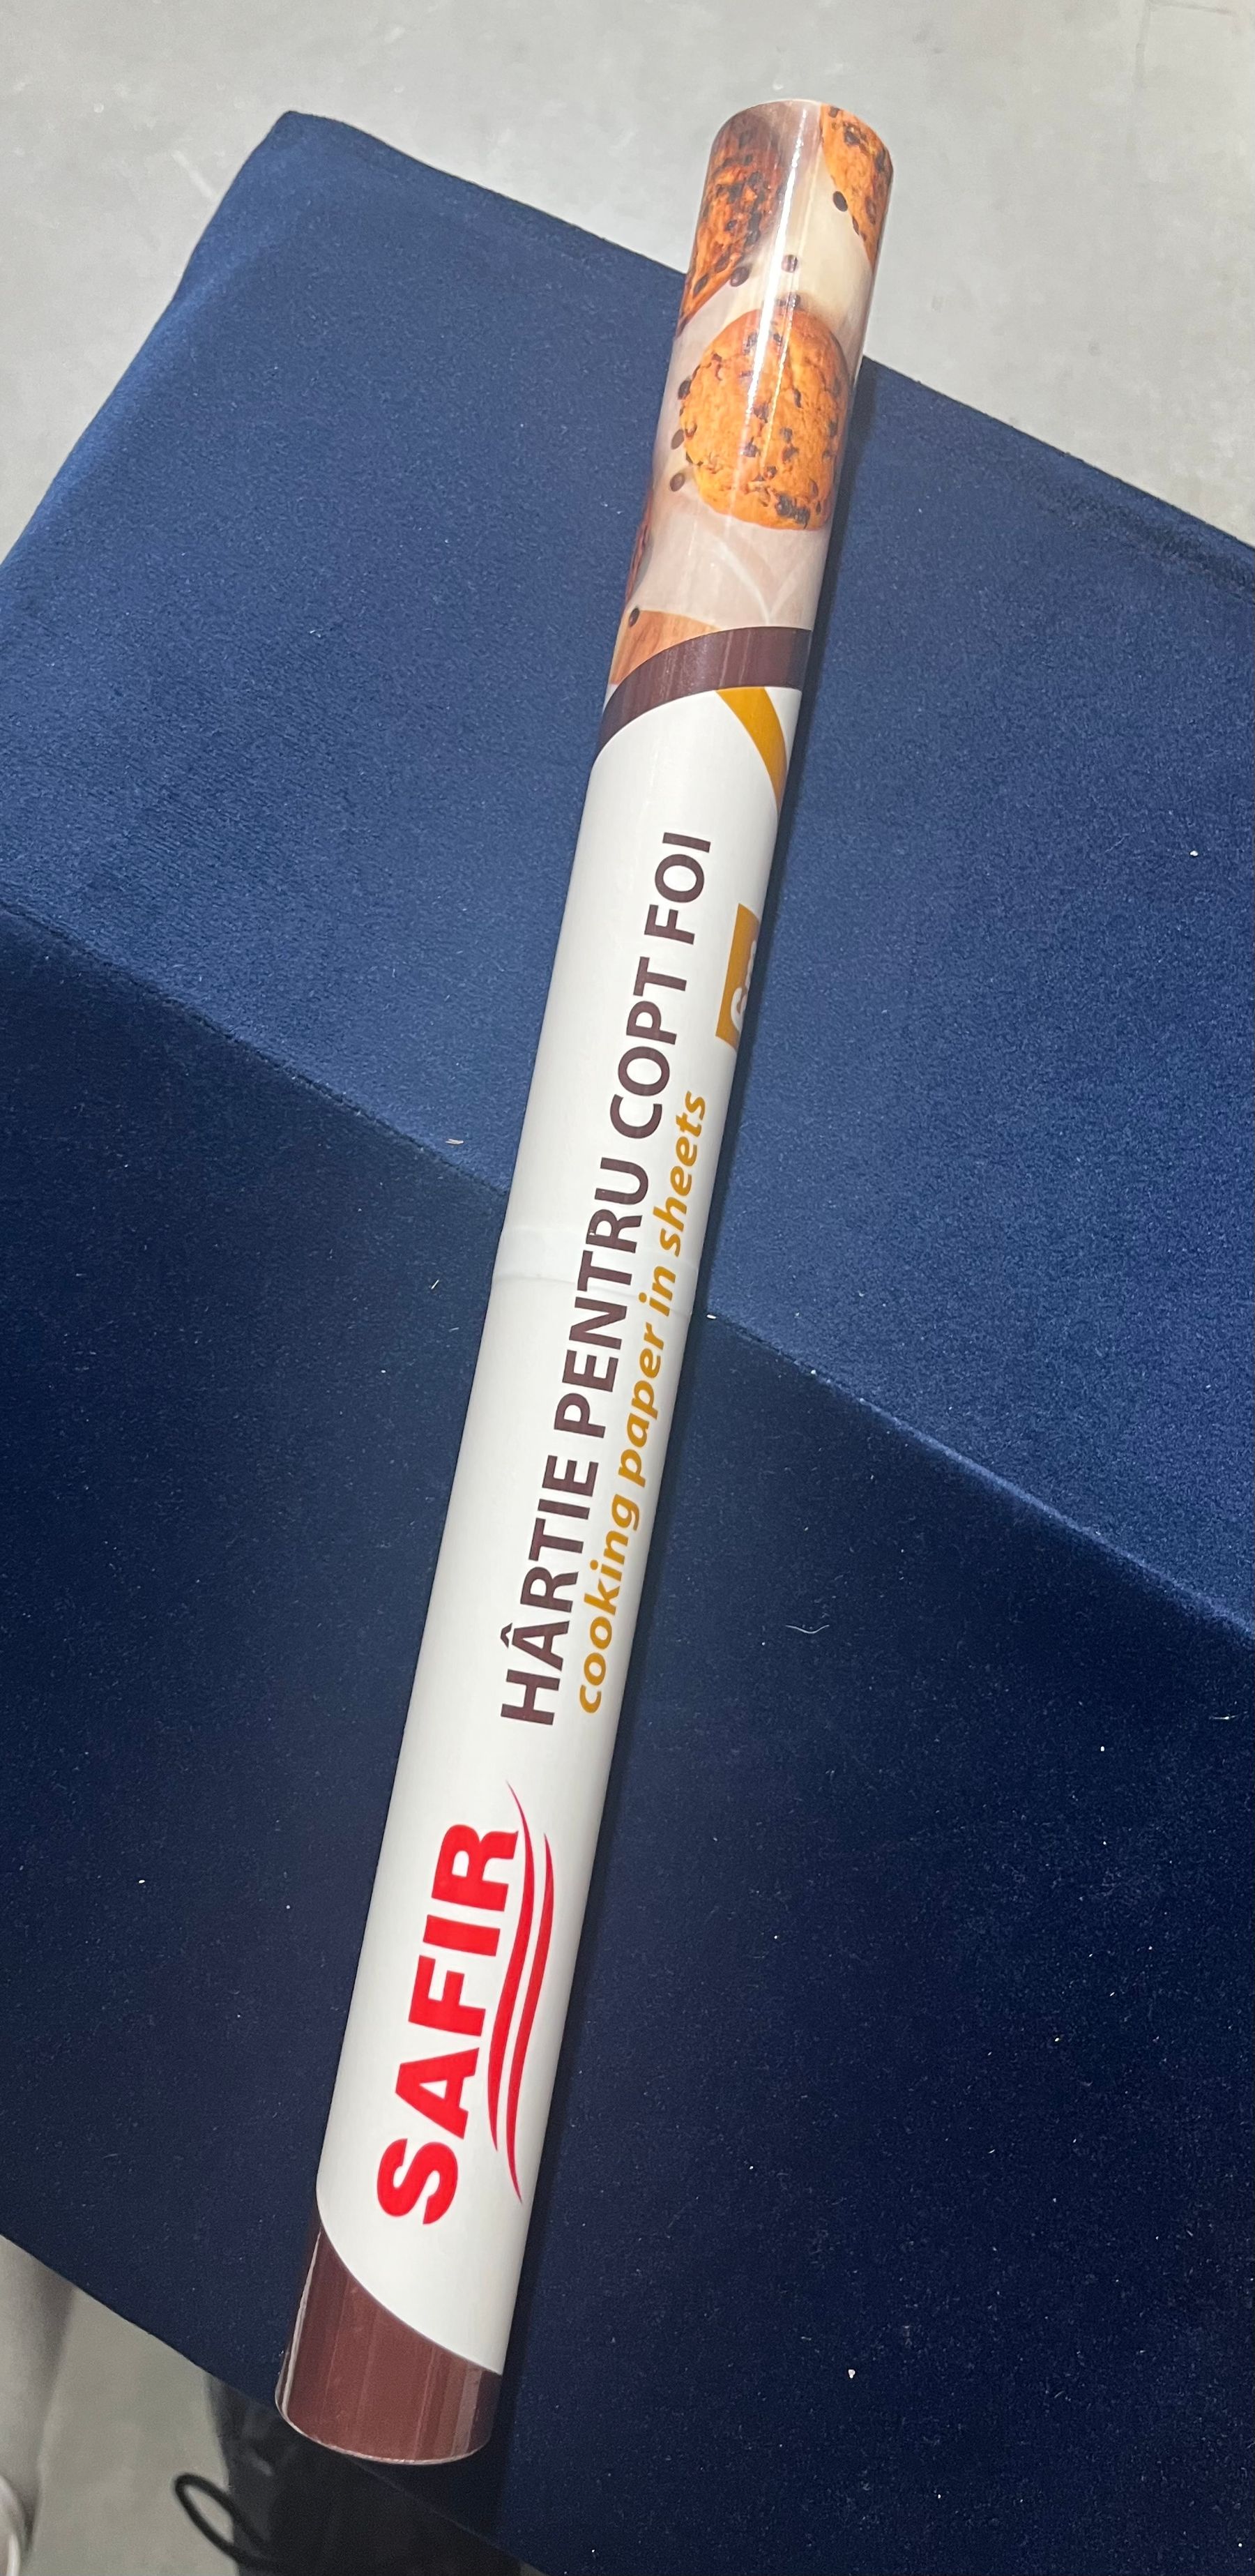 SAFIR
HÂRTIE PENTRU COPT FOI
cooking paper in sheets